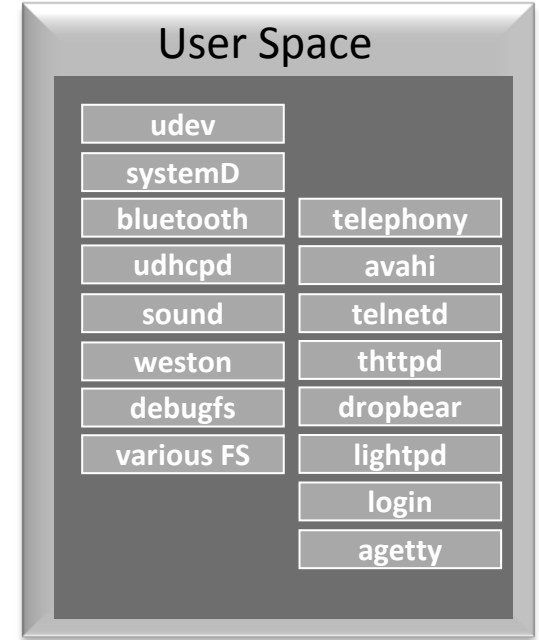 User Space
udev
systemD
bluetooth
udhcpd
sound
weston
debugfs
various FS
telephony
avahi
telnetd
thttpd
dropbear
lightpd
login
agetty